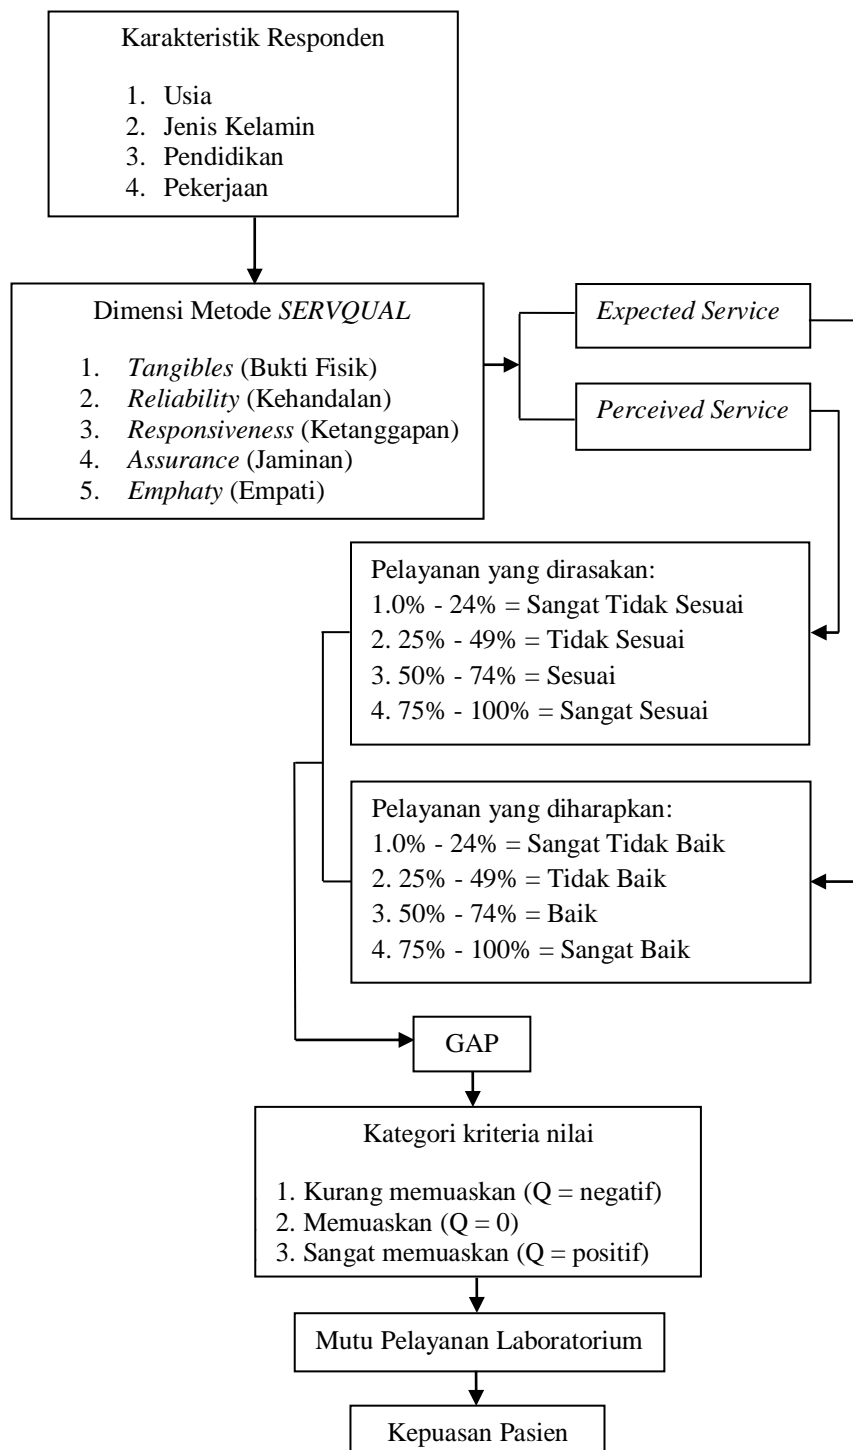 Karakteristik Responden
1. Usia
2. Jenis Kelamin
3. Pendidikan
4. Pekerjaan
Dimensi Metode SERVQUAL
1. Tangibles (Bukti Fisik)
2. Reliability (Kehandalan)
3. Responsiveness (Ketanggapan)
4. Assurance (Jaminan)
5. Emphaty (Empati)
Expected Service
Perceived Service
Pelayanan yang dirasakan:
1.0% - 24% = Sangat Tidak Sesuai
2. 25% - 49% = Tidak Sesuai
3. 50% - 74% = Sesuai
4. 75% - 100% = Sangat Sesuai
Pelayanan yang diharapkan:
1.0% - 24% = Sangat Tidak Baik
2. 25% - 49% = Tidak Baik
3. 50% - 74% = Baik
4. 75% - 100% = Sangat Baik
GAP
Kategori kriteria nilai
1. Kurang memuaskan (Q = negatif)
2. Memuaskan (Q = 0)
3. Sangat memuaskan (Q = positif)
Mutu Pelayanan Laboratorium
Kepuasan Pasien